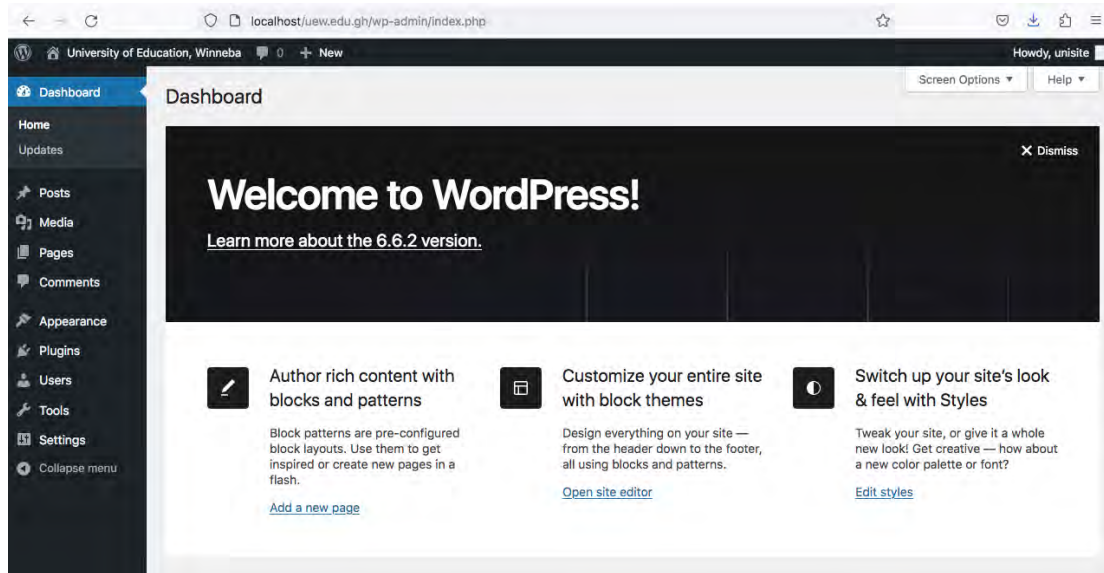 localhost/uew.edu.gh/wp-admin/index.php
University of Education, Winneba 0 + New Howdy, unisite
Screen Options ▼ Help ▼
Dashboard
Home
Updates
Posts
Media
Pages
Comments
Appearance
Plugins
Users
Tools
Settings
Collapse menu
Dashboard
Dismiss
Welcome to WordPress!
Learn more about the 6.6.2 version.
Author rich content with
blocks and patterns
Block patterns are pre-configured
block layouts. Use them to get
inspired or create new pages in a
flash.
Add a new page
Customize your entire site
with block themes
Design everything on your site —
from the header down to the footer,
all using blocks and patterns.
Open site editor
Switch up your site's look
& feel with Styles
Tweak your site, or give it a whole
new look! Get creative — how about
a new color palette or font?
Edit styles